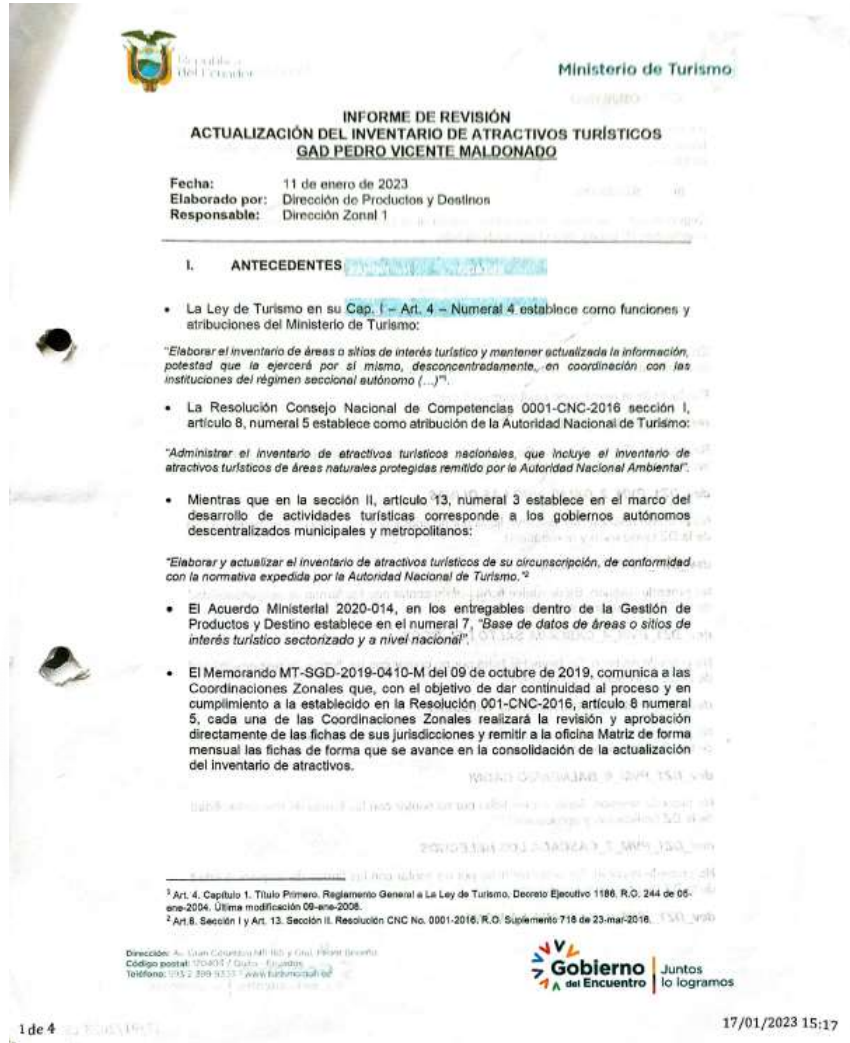 República
del Ecuador
Ministerio de Turismo
INFORME DE REVISIÓN
ACTUALIZACIÓN DEL INVENTARIO DE ATRACTIVOS TURÍSTICOS
GAD PEDRO VICENTE MALDONADO
Fecha: 11 de enero de 2023
Elaborado por: Dirección de Productos y Destinos
Responsable: Dirección Zonal 1
I. ANTECEDENTES
• La Ley de Turismo en su Cap. I – Art. 4 – Numeral 4 establece como funciones y
atribuciones del Ministerio de Turismo:
"Elaborar el inventario de áreas o sitios de interés turístico y mantener actualizada la información,
potestad que la ejercerá por sí mismo, desconcentradamente, en coordinación con las
instituciones del régimen seccional autónomo (...)"¹.
• La Resolución Consejo Nacional de Competencias 0001-CNC-2016 sección I,
artículo 8, numeral 5 establece como atribución de la Autoridad Nacional de Turismo:
"Administrar el inventario de atractivos turísticos nacionales, que incluye el inventario de
atractivos turísticos de áreas naturales protegidas remitido por la Autoridad Nacional Ambiental".
• Mientras que en la sección II, artículo 13, numeral 3 establece en el marco del
desarrollo de actividades turísticas corresponde a los gobiernos autónomos
descentralizados municipales y metropolitanos:
"Elaborar y actualizar el inventario de atractivos turísticos de su circunscripción, de conformidad
con la normativa expedida por la Autoridad Nacional de Turismo."²
• El Acuerdo Ministerial 2020-014, en los entregables dentro de la Gestión de
Productos y Destino establece en el numeral 7, "Base de datos de áreas o sitios de
interés turístico sectorizado y a nivel nacional".
• El Memorando MT-SGD-2019-0410-M del 09 de octubre de 2019, comunica a las
Coordinaciones Zonales que, con el objetivo de dar continuidad al proceso y en
cumplimiento a la establecido en la Resolución 001-CNC-2016, artículo 8 numeral
5, cada una de las Coordinaciones Zonales realizará la revisión y aprobación
directamente de las fichas de sus jurisdicciones y remitir a la oficina Matriz de forma
mensual las fichas de forma que se avance en la consolidación de la actualización
del inventario de atractivos.
¹ Art. 4. Capítulo 1. Título Primero. Reglamento General a La Ley de Turismo, Decreto Ejecutivo 1186, R.O. 244 de 05-
ene-2004. Última modificación 09-ene-2008.
² Art.8. Sección I y Art. 13. Sección II. Resolución CNC No. 0001-2016, R.O. Suplemento 718 de 23-mar-2016.
Dirección: Av. Gran Colombia
Código postal: Quito - Ecuador
Teléfono:
Gobierno
del Encuentro
Juntos
lo logramos
1 de 4
17/01/2023 15:17